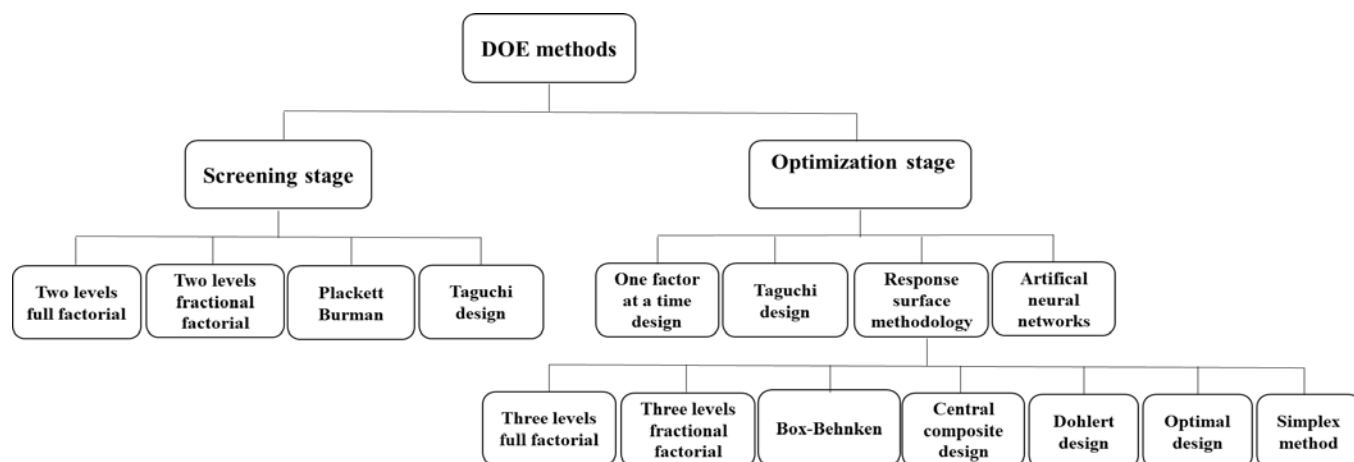 DOE methods
Screening stage
Optimization stage
Two levels
full factorial
Two levels
fractional
factorial
Plackett
Burman
Taguchi
design
One factor
at a time
design
Taguchi
design
Response
surface
methodology
Artifical
neural
networks
Three levels
full factorial
Three levels
fractional
factorial
Box-Behnken
Central
composite
design
Dohlert
design
Optimal
design
Simplex
method